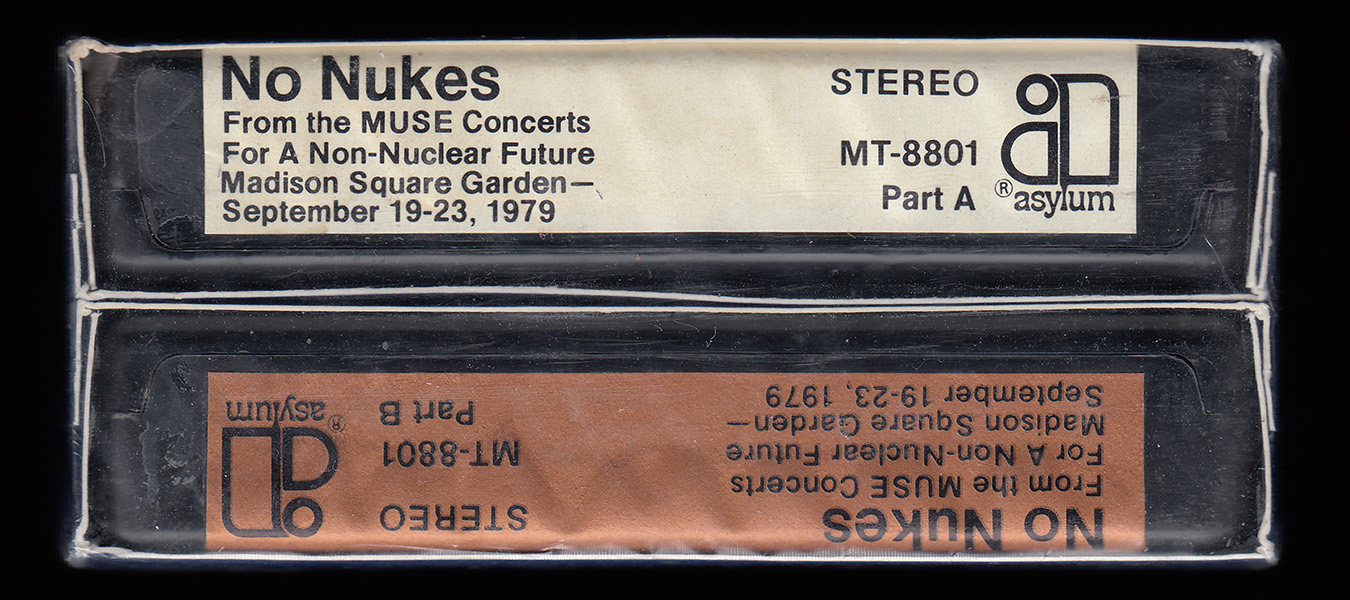 No Nukes
From the MUSE Concerts
For A Non-Nuclear Future
Madison Square Garden—
September 19-23, 1979
STEREO
MT-8801
Part A
® asylum
No Nukes
From the MUSE Concerts
For A Non-Nuclear Future
Madison Square Garden—
September 19-23, 1979
STEREO
MT-8801
Part B
® asylum